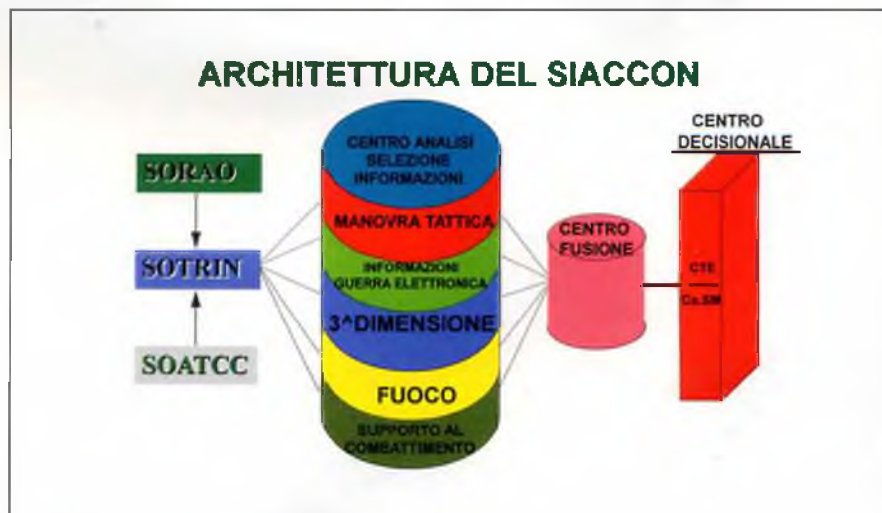 ARCHITETTURA DEL SIACCON
SORAO
SOTRIN
SOATCC
CENTRO ANALISI
SELEZIONE
INFORMAZIONI
MANOVRA TATTICA
INFORMAZIONI
GUERRA ELETTRONICA
3^DIMENSIONE
FUOCO
SUPPORTO AL
COMBATTIMENTO
CENTRO
FUSIONE
CENTRO
DECISIONALE
CTE
Ca.SM